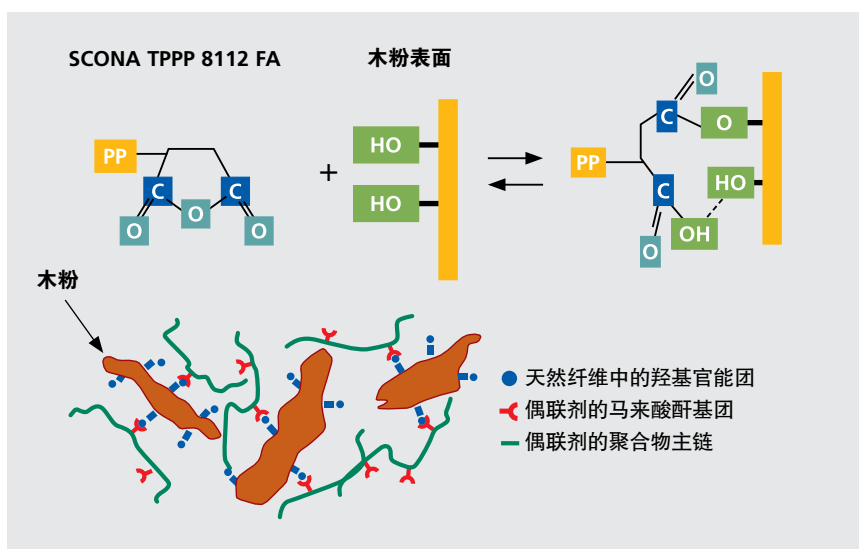 SCONA TPPP 8112 FA
木粉表面
PP
C
C
O
O
O
+
HO
HO
PP
C
O
O
C
O
OH
HO
木粉
天然纤维中的羟基官能团
偶联剂的马来酸酐基团
偶联剂的聚合物主链